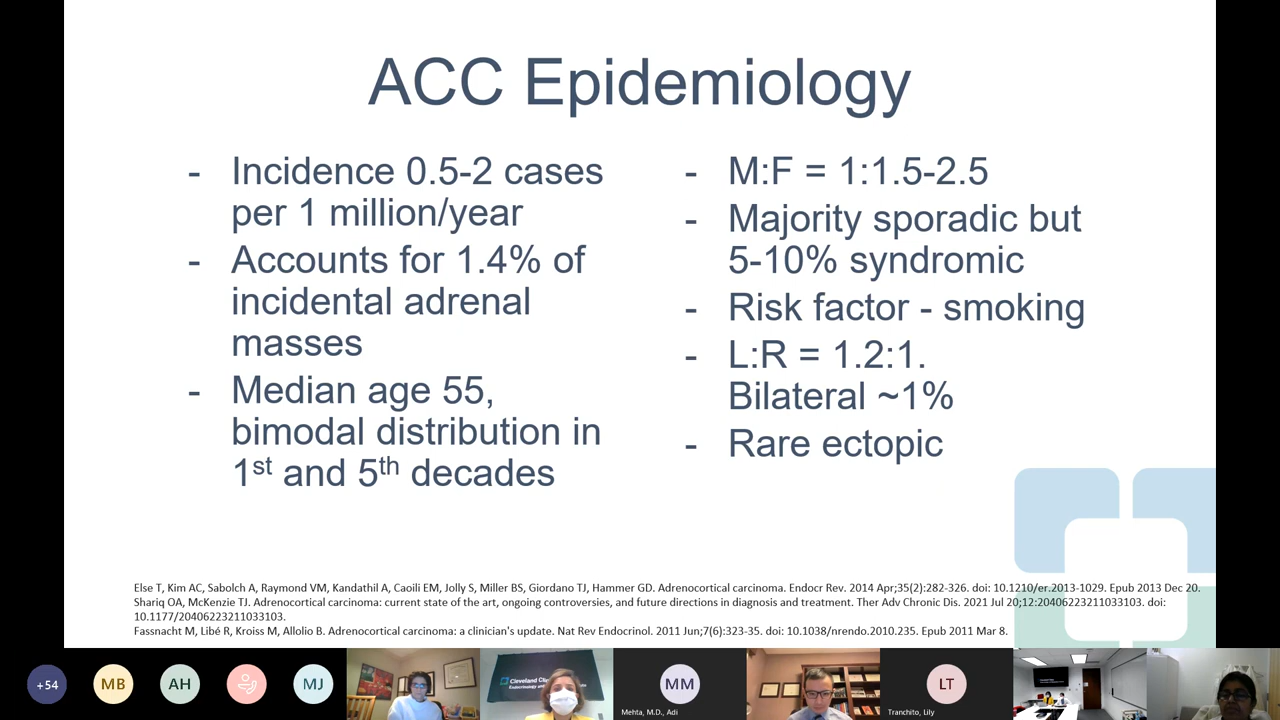 ACC Epidemiology
- Incidence 0.5-2 cases
per 1 million/year
- Accounts for 1.4% of
incidental adrenal
masses
- Median age 55,
bimodal distribution in
1st and 5th decades
- M:F = 1:1.5-2.5
- Majority sporadic but
5-10% syndromic
- Risk factor - smoking
- L:R = 1.2:1.
Bilateral ~1%
- Rare ectopic
Else T, Kim AC, Sabolch A, Raymond VM, Kandathil A, Caoili EM, Jolly S, Miller BS, Giordano TJ, Hammer GD. Adrenocortical carcinoma. Endocr Rev. 2014 Apr;35(2):282-326. doi: 10.1210/er.2013-1029. Epub 2013 Dec 20.
Shariq OA, McKenzie TJ. Adrenocortical carcinoma: current state of the art, ongoing controversies, and future directions in diagnosis and treatment. Ther Adv Chronic Dis. 2021 Jul 20;12:20406223211033103. doi:
10.1177/20406223211033103.
Fassnacht M, Libé R, Kroiss M, Allolio B. Adrenocortical carcinoma: a clinician's update. Nat Rev Endocrinol. 2011 Jun;7(6):323-35. doi: 10.1038/nrendo.2010.235. Epub 2011 Mar 8.
+54
MB
AH
MJ
Cleveland
Endocrinology and
MM
Mehta, M.D., Adi
LT
Tranchito, Lily